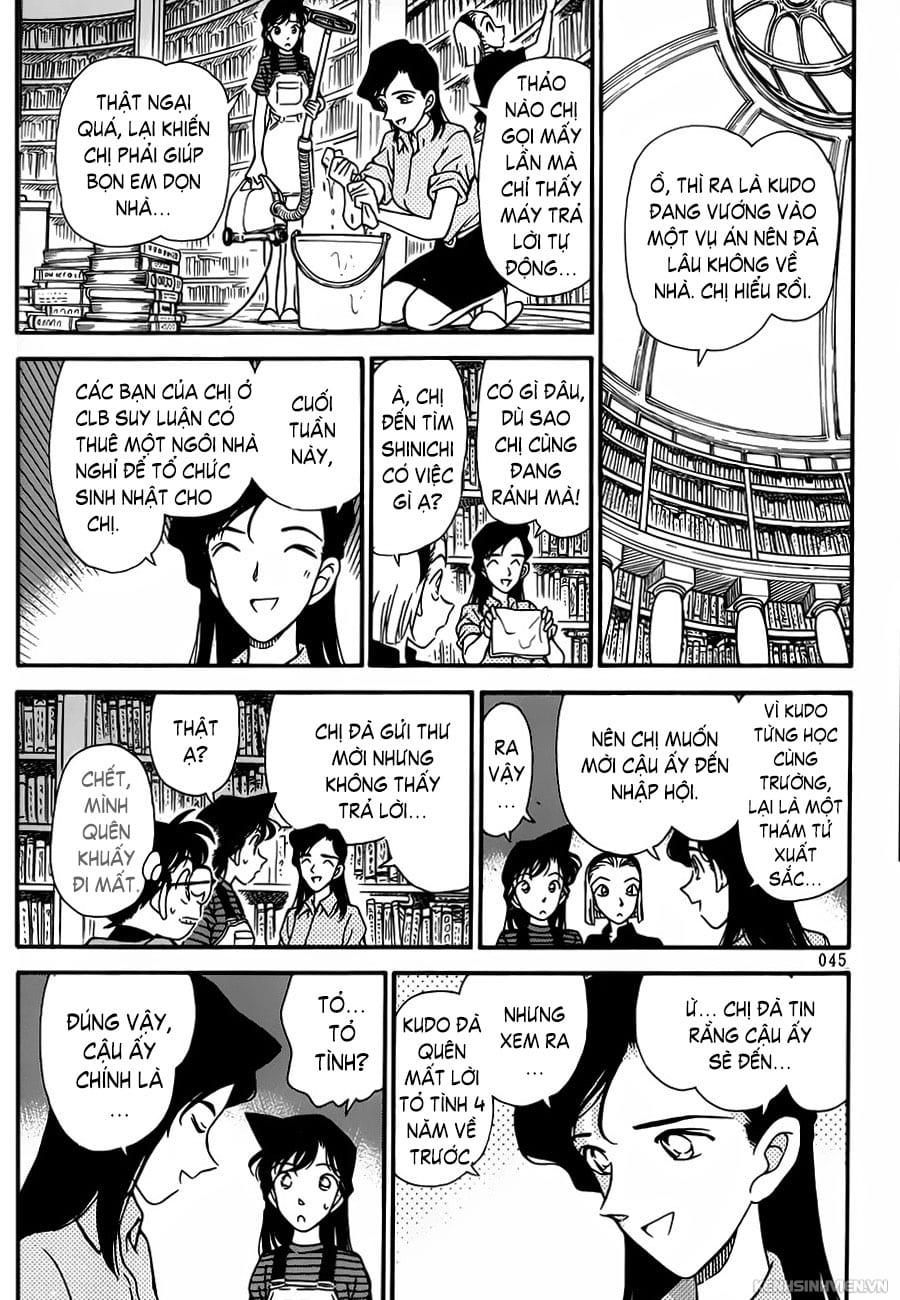 Ồ, THÌ RA LÀ KUDO
ĐANG VƯỚNG VÀO
MỘT VỤ ÁN NÊN ĐÃ
LÂU KHÔNG VỀ
NHÀ. CHỊ HIỂU RỒI.
THẢO
NÀO CHỊ
GỌI MẤY
LẦN MÀ
CHỈ THẤY
MÁY TRẢ
LỜI TỰ
ĐỘNG...
THẬT NGẠI
QUÁ, LẠI KHIẾN
CHỊ PHẢI GIÚP
BỌN EM DỌN
NHÀ...
CÓ GÌ ĐÂU,
DÙ SAO
CHỊ CŨNG
ĐANG
RẢNH MÀ!
À, CHỊ
ĐẾN TÌM
SHINICHI
CÓ VIỆC
GÌ Ạ?
CUỐI
TUẦN NÀY,
CÁC BẠN CỦA CHỊ Ở
CLB SUY LUẬN CÓ
THUÊ MỘT NGÔI NHÀ
NGHỈ ĐỂ TỔ CHỨC
SINH NHẬT CHO
CHỊ.
VÌ KUDO
TỪNG HỌC
CÙNG
TRƯỜNG,
LẠI LÀ MỘT
THÁM TỬ
XUẤT
SẮC...
NÊN CHỊ MUỐN
MỜI CẬU ẤY ĐẾN
NHẬP HỘI.
RA
VẬY
...
CHỊ ĐÃ GỬI THƯ
MỜI NHƯNG
KHÔNG THẤY
TRẢ LỜI...
THẬT
Ạ?
CHẾT,
MÌNH
QUÊN
KHUẤY
ĐI MẤT.
045
Ừ... CHỊ ĐÃ TIN
RẰNG CẬU ẤY
SẼ ĐẾN...
NHƯNG
XEM RA
...
KUDO ĐÃ
QUÊN
MẤT LỜI
TỎ TÌNH 4
NĂM VỀ
TRƯỚC
TỎ...
TỎ
TÌNH?
ĐÚNG VẬY,
CẬU ẤY
CHÍNH LÀ
...
KENHSINHVIEN.VN